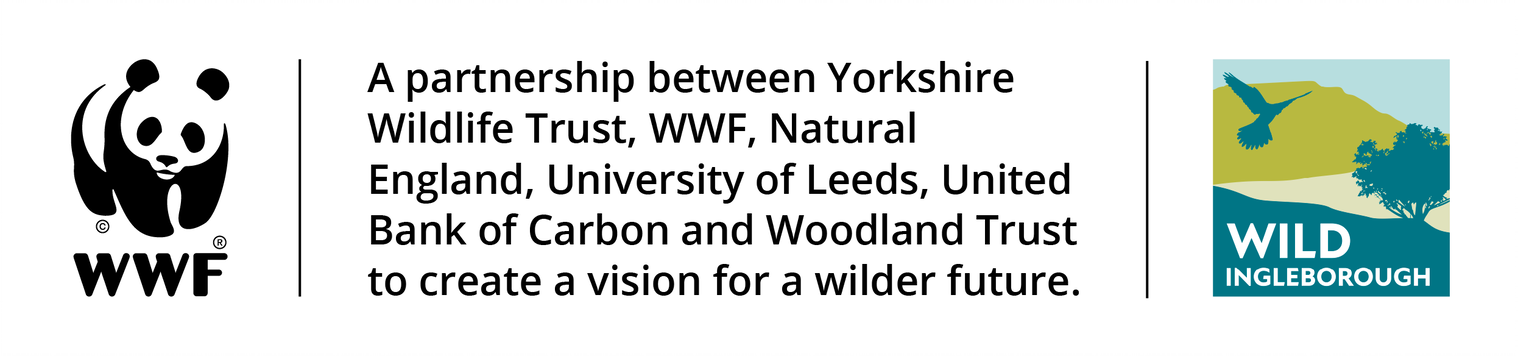 ©
®
WWF
A partnership between Yorkshire
Wildlife Trust, WWF, Natural
England, University of Leeds, United
Bank of Carbon and Woodland Trust
to create a vision for a wilder future.
WILD
INGLEBOROUGH